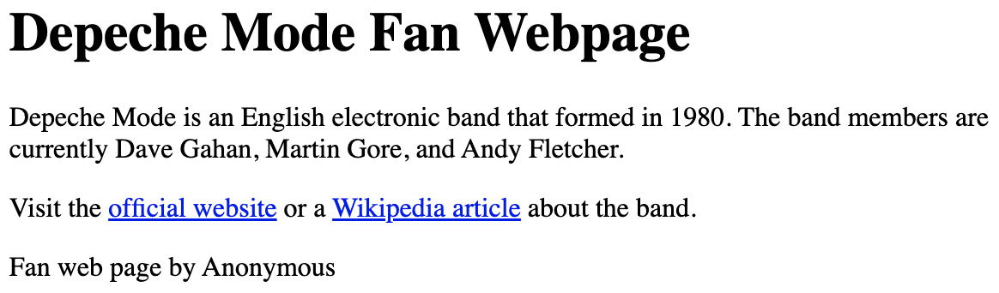 Depeche Mode Fan Webpage
Depeche Mode is an English electronic band that formed in 1980. The band members are
currently Dave Gahan, Martin Gore, and Andy Fletcher.
Visit the official website or a Wikipedia article about the band.
Fan web page by Anonymous